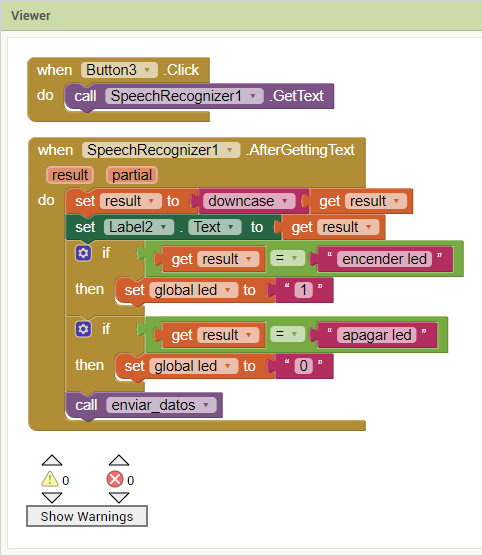 Viewer
when Button3 .Click
do call SpeechRecognizer1 .GetText
when SpeechRecognizer1 .AfterGettingText
result partial
do set result to downcase get result
set Label2 . Text to get result
if get result = “ encender led ”
then set global led to “ 1 ”
if get result = “ apagar led ”
then set global led to “ 0 ”
call enviar_datos
0 0
Show Warnings